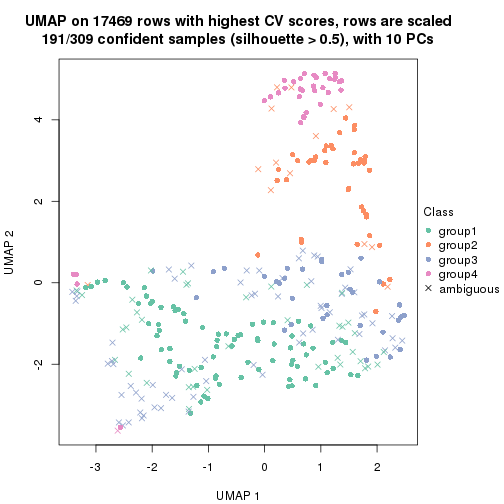 UMAP on 17469 rows with highest CV scores, rows are scaled
191/309 confident samples (silhouette > 0.5), with 10 PCs
4
2
0
-2
UMAP 2
-3
-2
-1
0
1
2
UMAP 1
Class
group1
group2
group3
group4
ambiguous